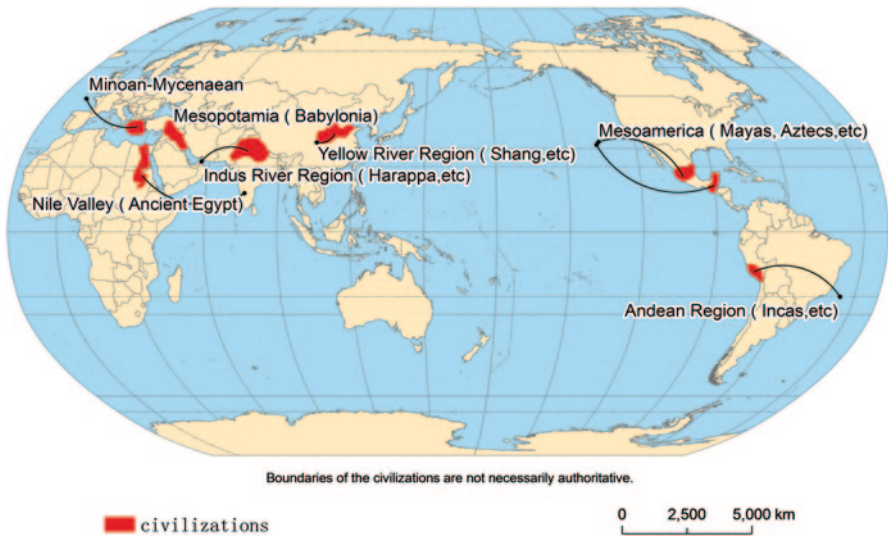 Minoan-Mycenaean
Mesopotamia ( Babylonia)
Mesoamerica ( Mayas, Aztecs,etc)
Yellow River Region ( Shang,etc)
Indus River Region ( Harappa,etc)
Nile Valley ( Ancient Egypt)
Andean Region ( Incas,etc)
Boundaries of the civilizations are not necessarily authoritative.
civilizations
0 2,500 5,000 km